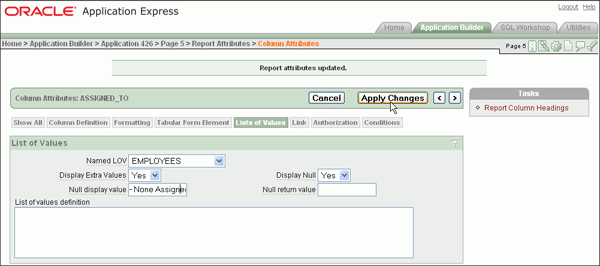 ORACLE Application Express
Logout Help
Home Application Builder SQL Workshop Utilities
Home > Application Builder > Application 426 > Page 5 > Report Attributes > Column Attributes
Page 5
Report attributes updated.
Column Attributes: ASSIGNED_TO
Cancel Apply Changes < >
Tasks
Report Column Headings
Show All Column Definition Formatting Tabular Form Element Lists of Values Link Authorization Conditions
List of Values
Named LOV EMPLOYEES
Display Extra Values Yes Display Null Yes
Null display value - None Assigned Null return value
List of values definition